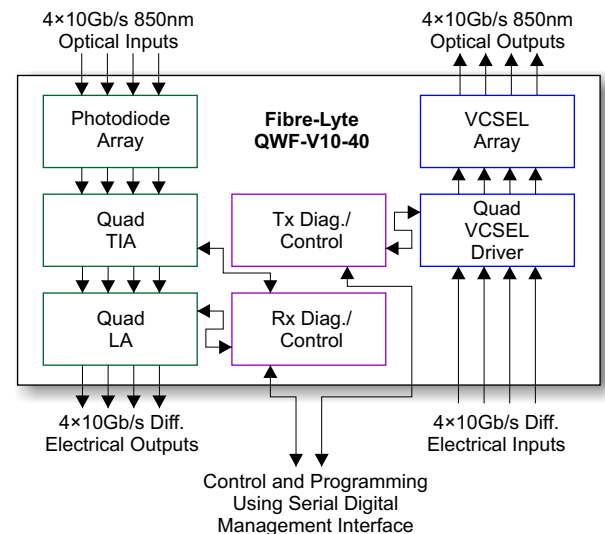 4×10Gb/s 850nm
Optical Inputs
4×10Gb/s 850nm
Optical Outputs
Photodiode
Array
Fibre-Lyte
QWF-V10-40
VCSEL
Array
Quad
TIA
Tx Diag./
Control
Quad
VCSEL
Driver
Quad
LA
Rx Diag./
Control
4×10Gb/s Diff.
Electrical Outputs
4×10Gb/s Diff.
Electrical Inputs
Control and Programming
Using Serial Digital
Management Interface